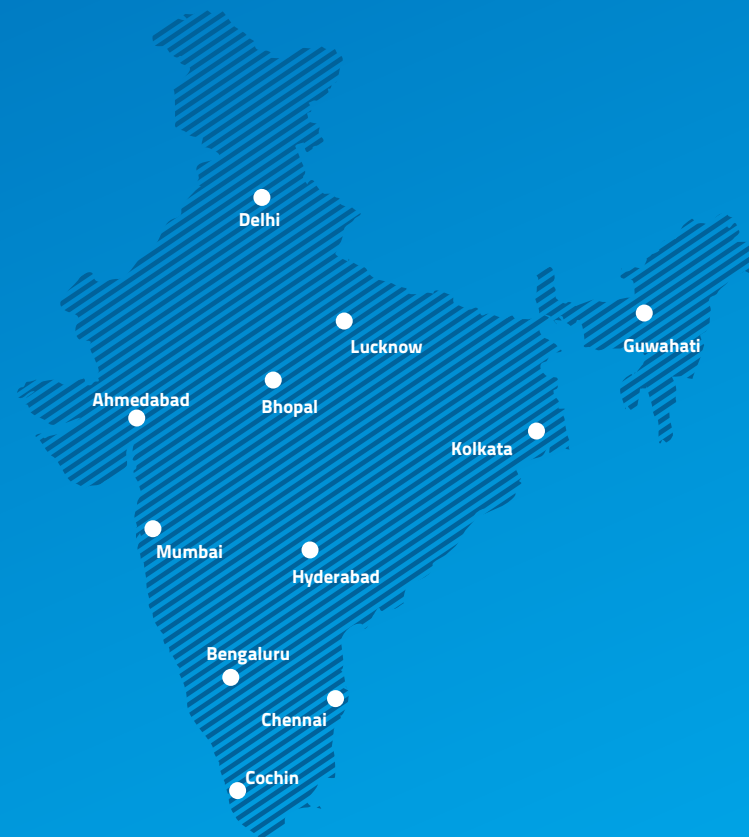 Delhi
Lucknow
Guwahati
Ahmedabad
Bhopal
Kolkata
Mumbai
Hyderabad
Bengaluru
Chennai
Cochin